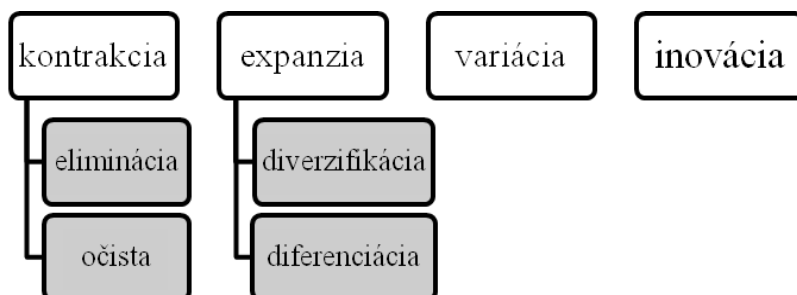 kontrakcia
expanzia
variácia
inovácia
eliminácia
diverzifikácia
očista
diferenciácia